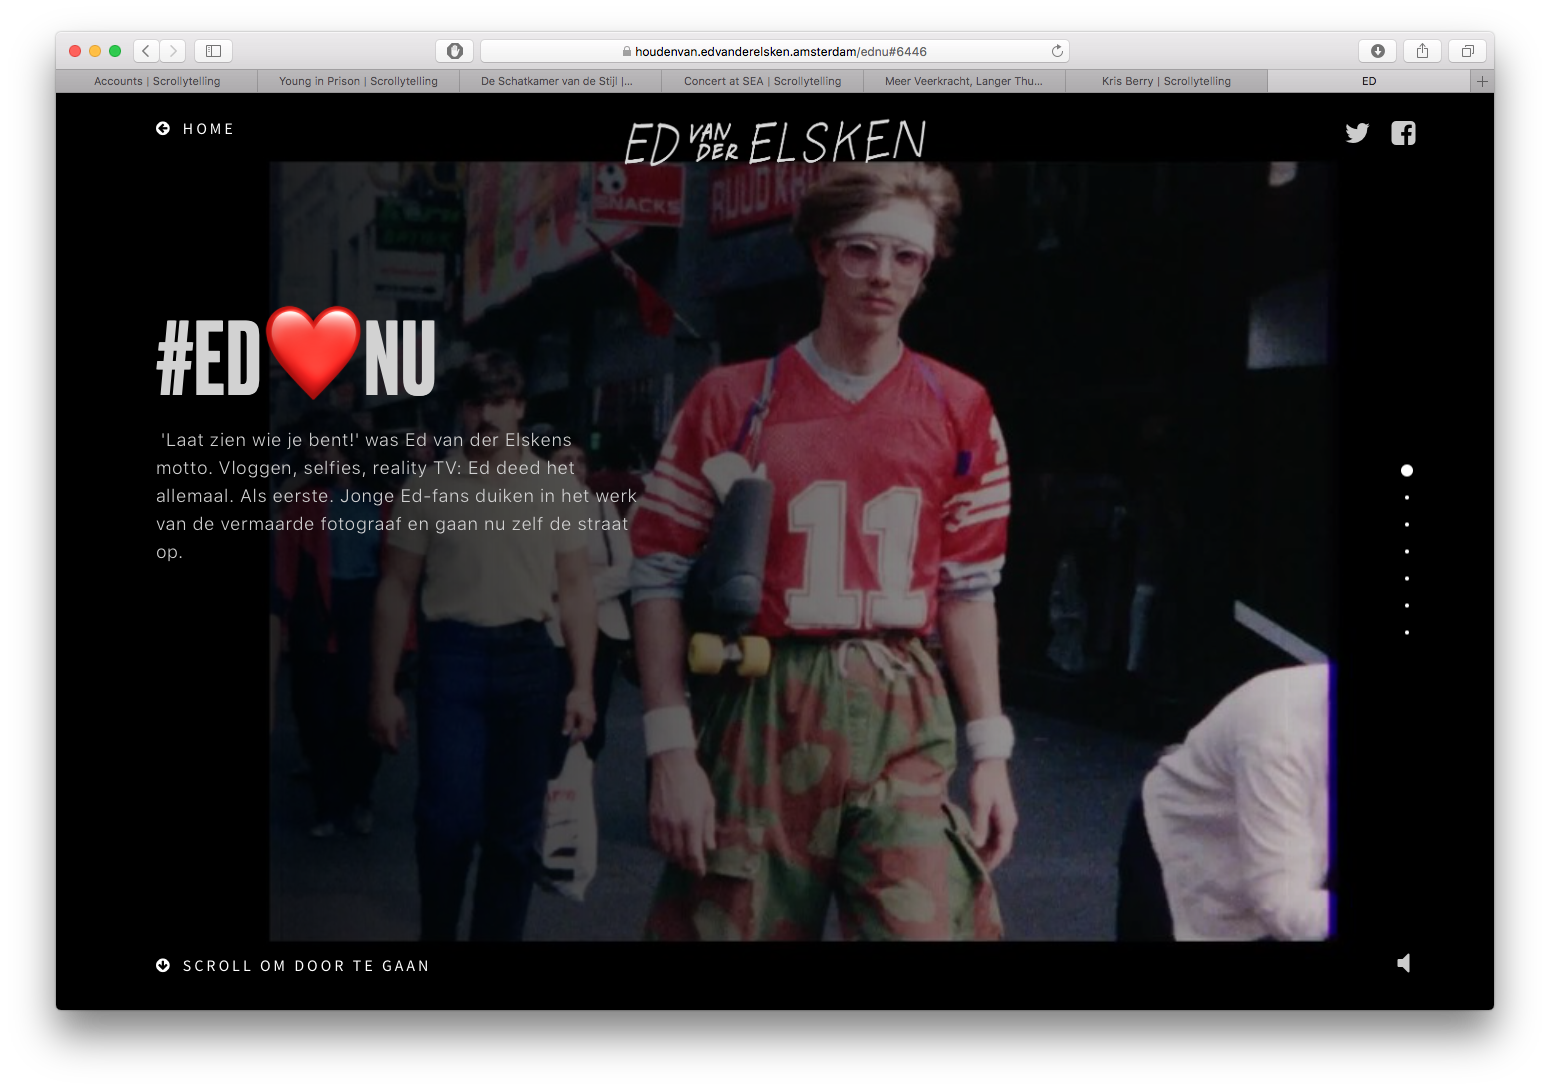 houdenvan.edvanderelsken.amsterdam/ednu#6446
Accounts | Scrollytelling
Young in Prison | Scrollytelling
De Schatkamer van de Stijl |...
Concert at SEA | Scrollytelling
Meer Veerkracht, Langer Thu...
Kris Berry | Scrollytelling
ED
HOME
ED VAN DER ELSKEN
SNACKS
RUUD
#ED❤️NU
'Laat zien wie je bent!' was Ed van der Elskens
motto. Vloggen, selfies, reality TV: Ed deed het
allemaal. Als eerste. Jonge Ed-fans duiken in het werk
van de vermaarde fotograaf en gaan nu zelf de straat
op.
11
SCROLL OM DOOR TE GAAN